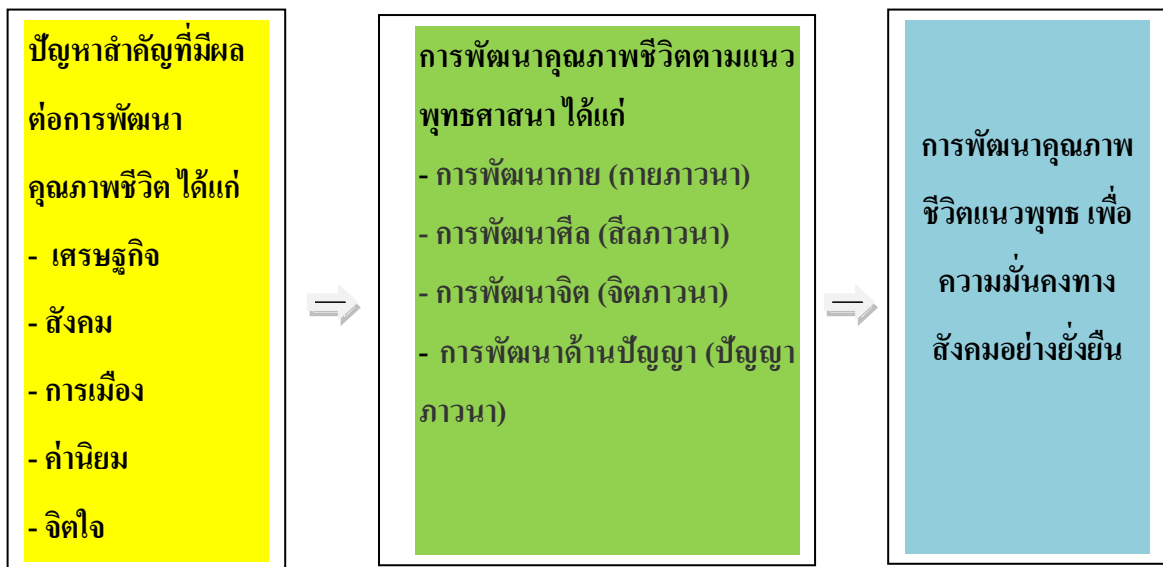 ปัญหาสำคัญที่มีผล
ต่อการพัฒนา
คุณภาพชีวิต ได้แก่
- เศรษฐกิจ
- สังคม
- การเมือง
- ค่านิยม
- จิตใจ
การพัฒนาคุณภาพชีวิตตามแนว
พุทธศาสนา ได้แก่
- การพัฒนากาย (กายภาวนา)
- การพัฒนาศีล (สีลภาวนา)
- การพัฒนาจิต (จิตภาวนา)
- การพัฒนาด้านปัญญา (ปัญญา
ภาวนา)
การพัฒนาคุณภาพ
ชีวิตแนวพุทธ เพื่อ
ความมั่นคงทาง
สังคมอย่างยั่งยืน